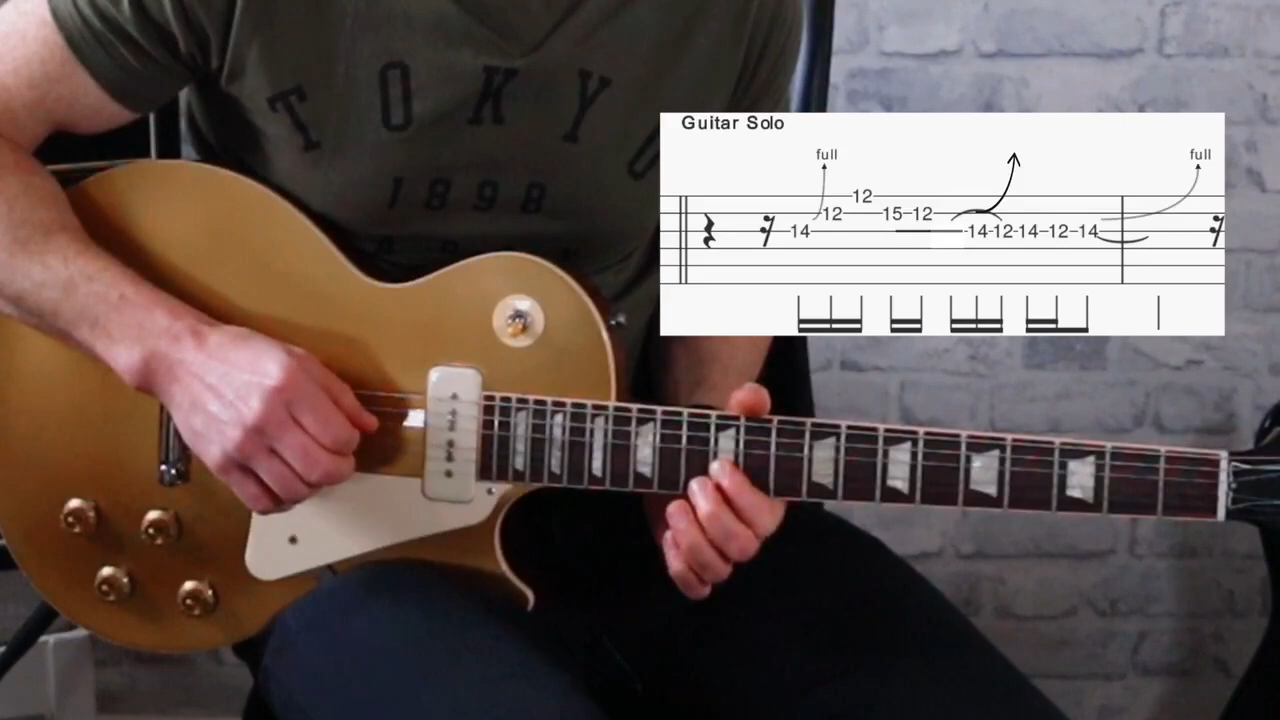 TOKYO
1898
Guitar Solo
full full
12
12 15 12
14 14 12 14 12 14